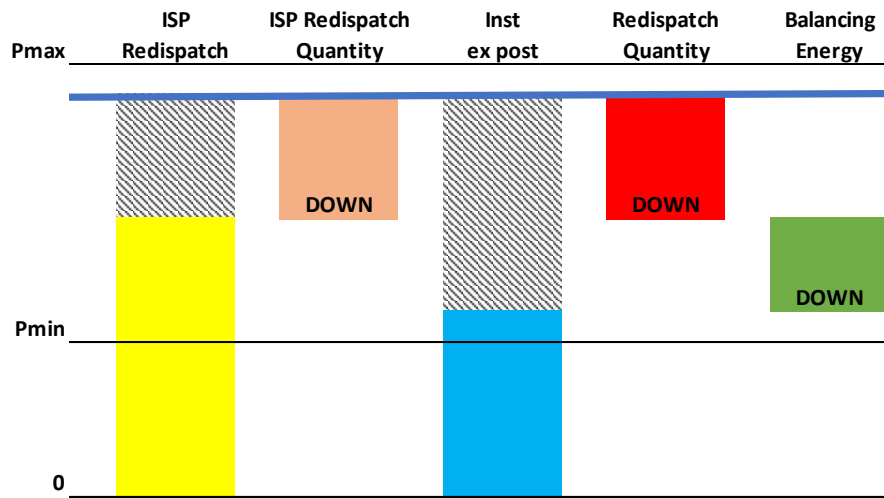 ISP
Redispatch
ISP Redispatch
Quantity
Inst
ex post
Redispatch
Quantity
Balancing
Energy
Pmax
DOWN
DOWN
DOWN
Pmin
0